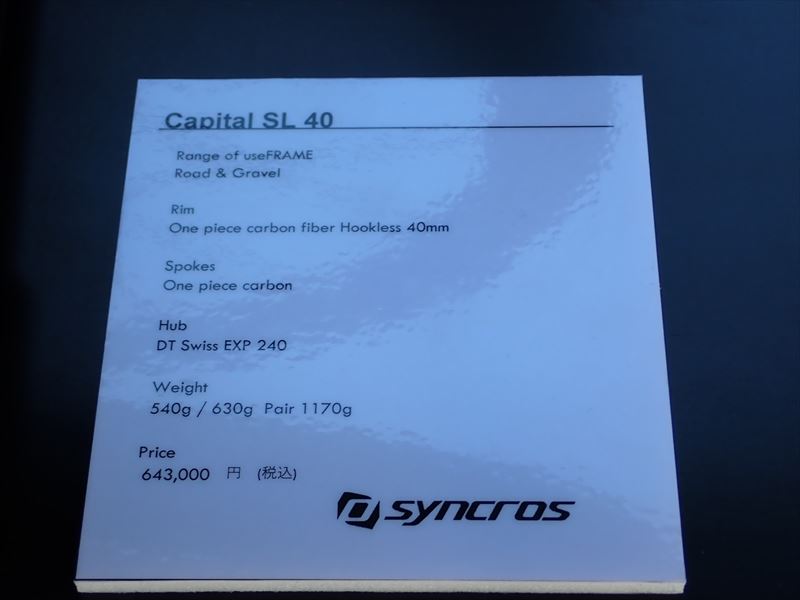 Capital SL 40
Range of useFRAME
Road & Gravel
Rim
One piece carbon fiber Hookless 40mm
Spokes
One piece carbon
Hub
DT Swiss EXP 240
Weight
540g / 630g Pair 1170g
Price
643,000 円 (税込)
syncros